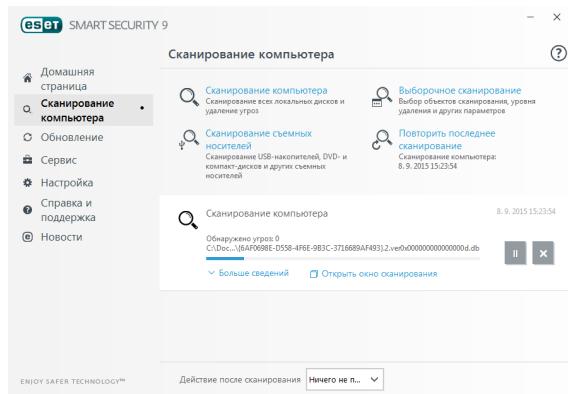 eset SMART SECURITY 9
Сканирование компьютера
?
Домашняя
страница
Сканирование
компьютера
Обновление
Сервис
Настройка
Справка и
поддержка
Новости
Сканирование компьютера
Сканирование всех локальных дисков и
удаление угроз
Выборочное сканирование
Выбор объектов сканирования, уровня
удаления и других параметров
Сканирование съемных
носителей
Сканирование USB-накопителей, DVD- и
компакт-дисков и других съемных
носителей
Повторить последнее
сканирование
Сканирование компьютера:
8. 9. 2015 15:23:54
Сканирование компьютера
8. 9. 2015 15:23:54
Обнаружено угроз: 0
C:\Doc...\{6AF0698E-D558-4F6E-9B3C-3716689AF493}.2.ver0x000000000000000d.db
Больше сведений
Открыть окно сканирования
ENJOY SAFER TECHNOLOGY™
Действие после сканирования
Ничего не п...